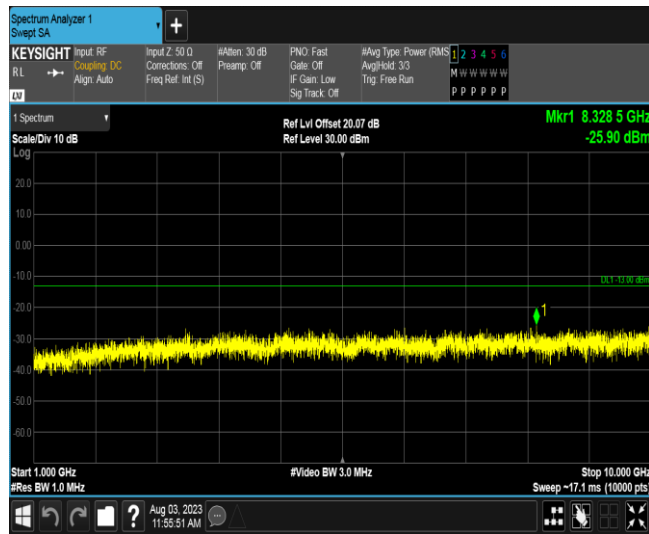 Spectrum Analyzer 1
Swept SA
+
KEYSIGHT
RL
LXI
Input: RF
Coupling: DC
Align: Auto
Input Z: 50 Ω
Corrections: Off
Freq Ref: Int (S)
#Atten: 30 dB
Preamp: Off
PNO: Fast
Gate: Off
IF Gain: Low
Sig Track: Off
#Avg Type: Power (RMS
Avg|Hold: 3/3
Trig: Free Run
1 2 3 4 5 6
M W W W W W
P P P P P P
1 Spectrum
Scale/Div 10 dB
Log
Ref Lvl Offset 20.07 dB
Ref Level 30.00 dBm
Mkr1 8.328 5 GHz
-25.90 dBm
20.0
10.0
0.00
-10.0
DL1 -13.00 dBm
-20.0
1
-30.0
-40.0
-50.0
-60.0
Start 1.000 GHz
#Res BW 1.0 MHz
#Video BW 3.0 MHz
Stop 10.000 GHz
Sweep ~17.1 ms (10000 pts
?
Aug 03, 2023
11:55:51 AM